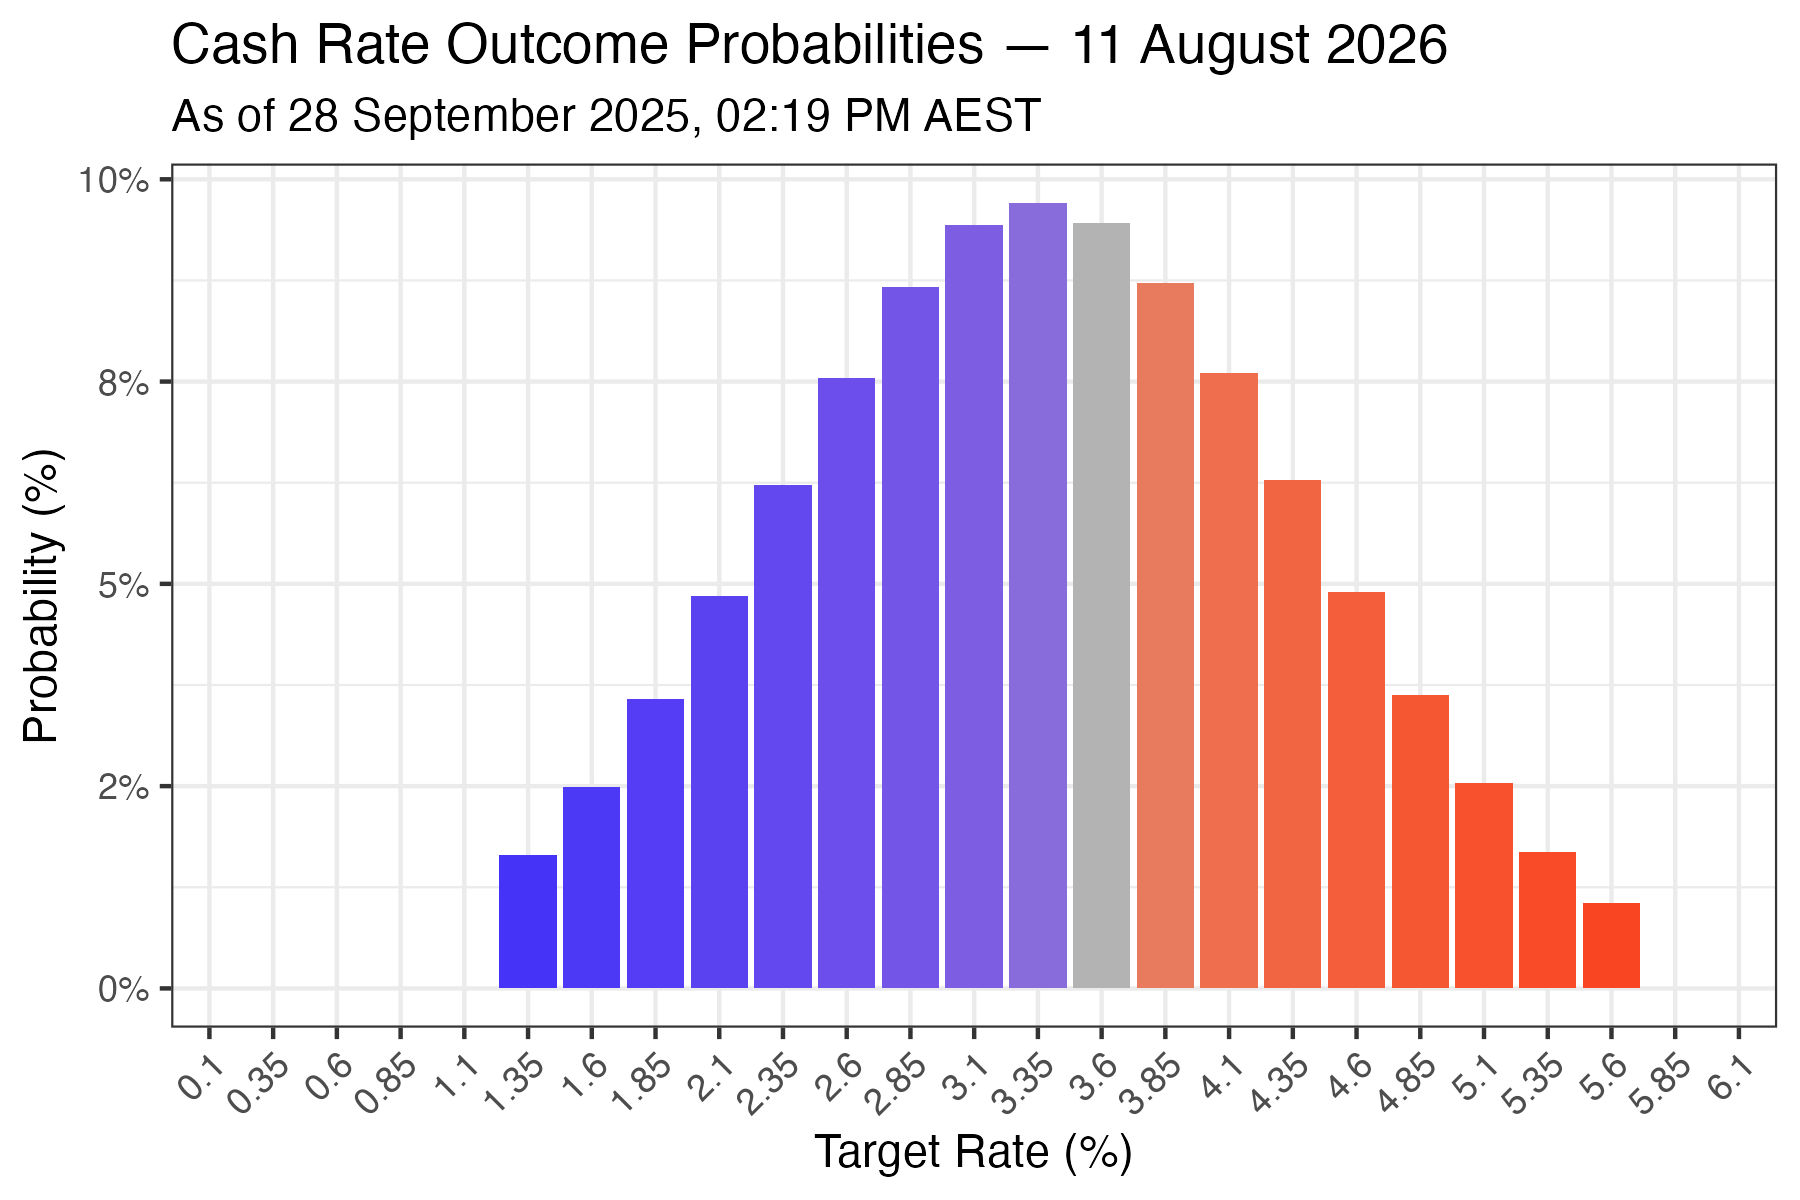 Cash Rate Outcome Probabilities — 11 August 2026
As of 28 September 2025, 02:19 PM AEST
Probability (%)
10%
8%
5%
2%
0%
0.1 0.35 0.6 0.85 1.1 1.35 1.6 1.85 2.1 2.35 2.6 2.85 3.1 3.35 3.6 3.85 4.1 4.35 4.6 4.85 5.1 5.35 5.6 5.85 6.1
Target Rate (%)